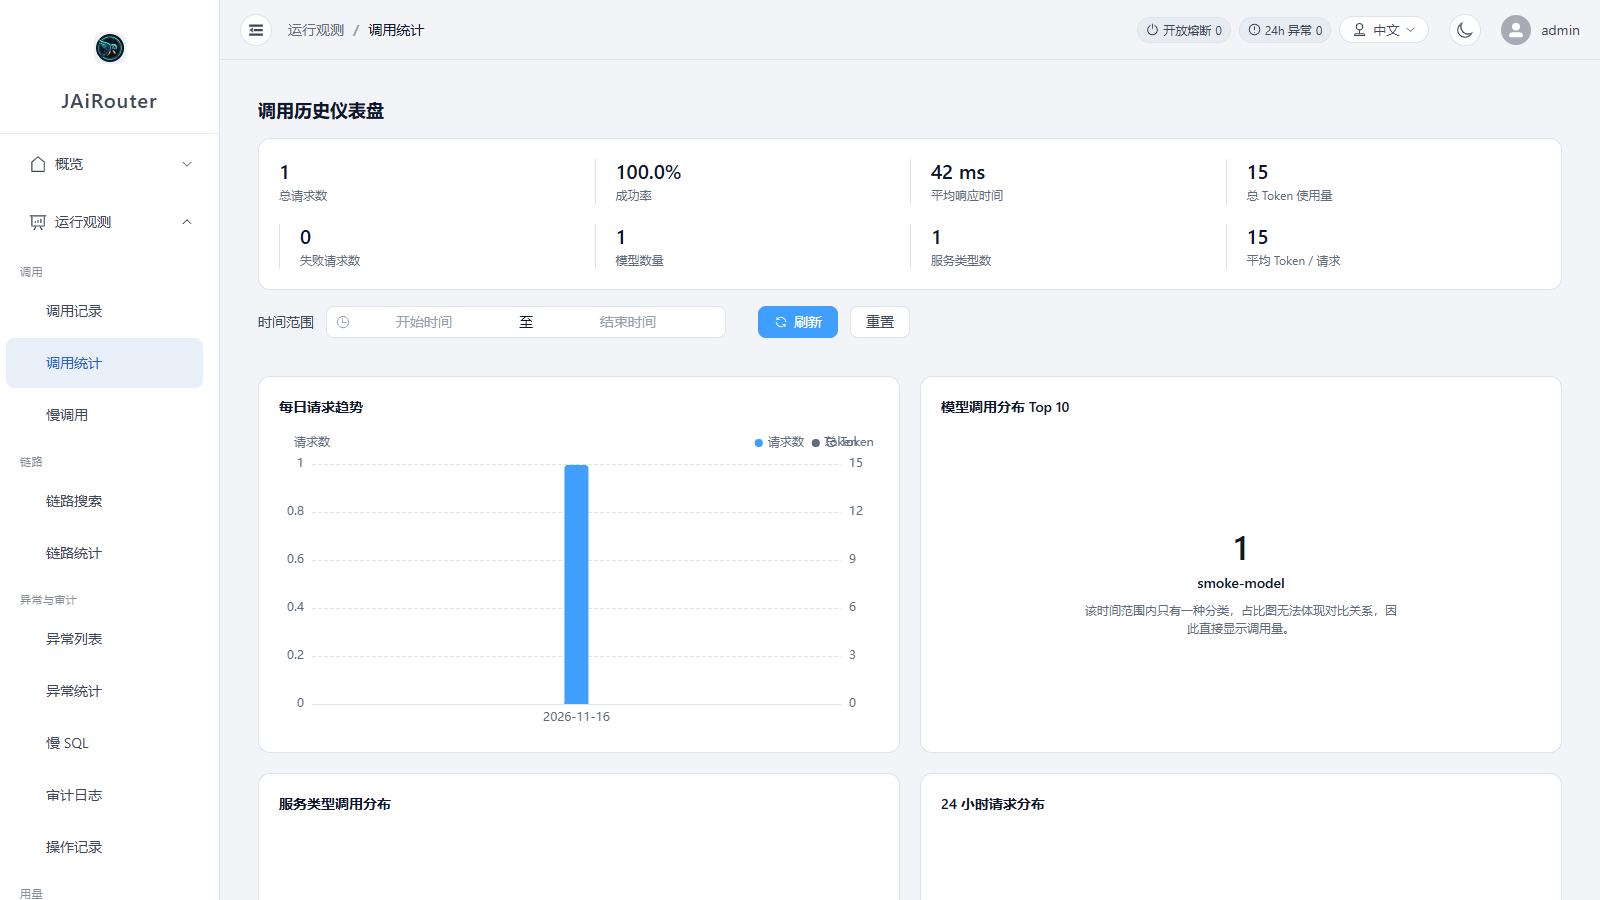 JAiRouter
概览
运行观测
调用
调用记录
调用统计
慢调用
链路
链路搜索
链路统计
异常与审计
异常列表
异常统计
慢 SQL
审计日志
操作记录
用量
运行观测 / 调用统计
开放熔断 0
24h 异常 0
中文
admin
调用历史仪表盘
1
总请求数
100.0%
成功率
42 ms
平均响应时间
15
总 Token 使用量
0
失败请求数
1
模型数量
1
服务类型数
15
平均 Token / 请求
时间范围 开始时间 至 结束时间 刷新 重置
每日请求趋势
请求数
请求数 总 Token
Token
1 15
0.8 12
0.6 9
0.4 6
0.2 3
0 0
2026-11-16
模型调用分布 Top 10
1
smoke-model
该时间范围内只有一种分类，占比图无法体现对比关系，因
此直接显示调用量。
服务类型调用分布
24 小时请求分布